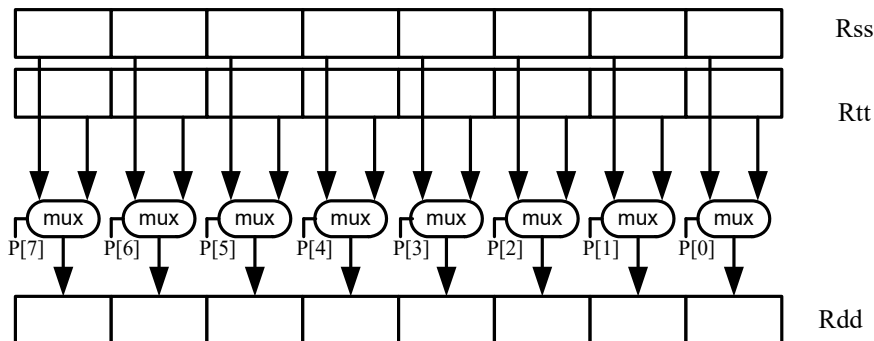 Rss
Rtt
mux mux mux mux mux mux mux mux
P[7] P[6] P[5] P[4] P[3] P[2] P[1] P[0]
Rdd